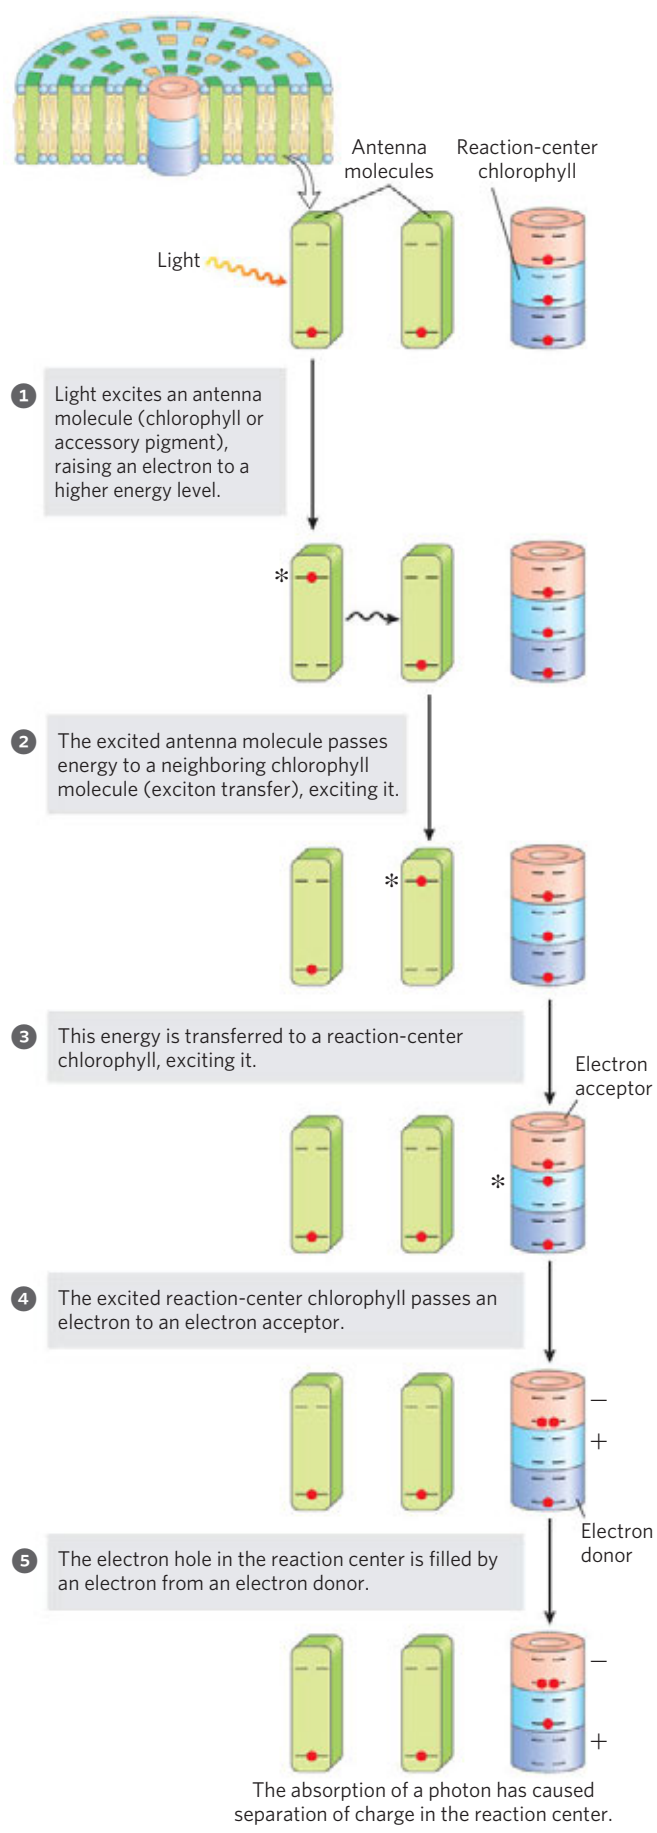 Antenna
molecules
Reaction-center
chlorophyll
Light
1
Light excites an antenna
molecule (chlorophyll or
accessory pigment),
raising an electron to a
higher energy level.
*
2
The excited antenna molecule passes
energy to a neighboring chlorophyll
molecule (exciton transfer), exciting it.
*
3
This energy is transferred to a reaction-center
chlorophyll, exciting it.
Electron
acceptor
*
4
The excited reaction-center chlorophyll passes an
electron to an electron acceptor.
−
+
Electron
donor
5
The electron hole in the reaction center is filled by
an electron from an electron donor.
−
+
The absorption of a photon has caused
separation of charge in the reaction center.